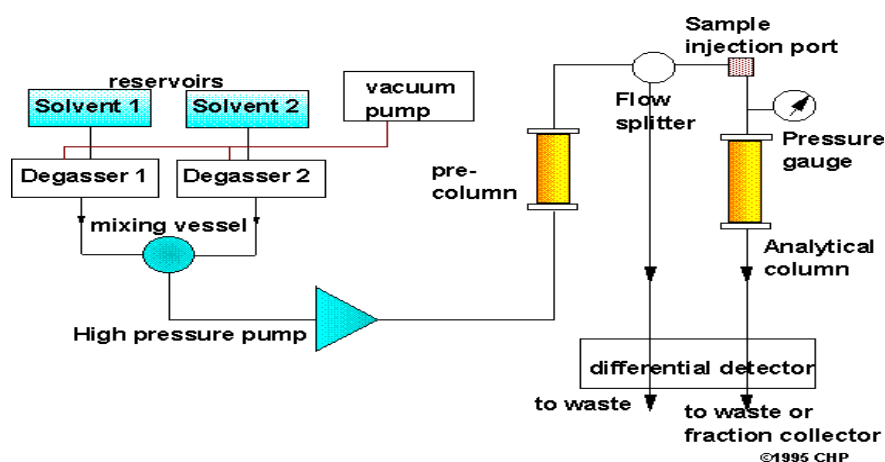 Sample
injection port
reservoirs
Solvent 1
Solvent 2
vacuum
pump
Flow
splitter
Pressure
gauge
Degasser 1
Degasser 2
pre-
column
mixing vessel
Analytical
column
High pressure pump
differential detector
to waste
to waste or
fraction collector
©1995 CHP